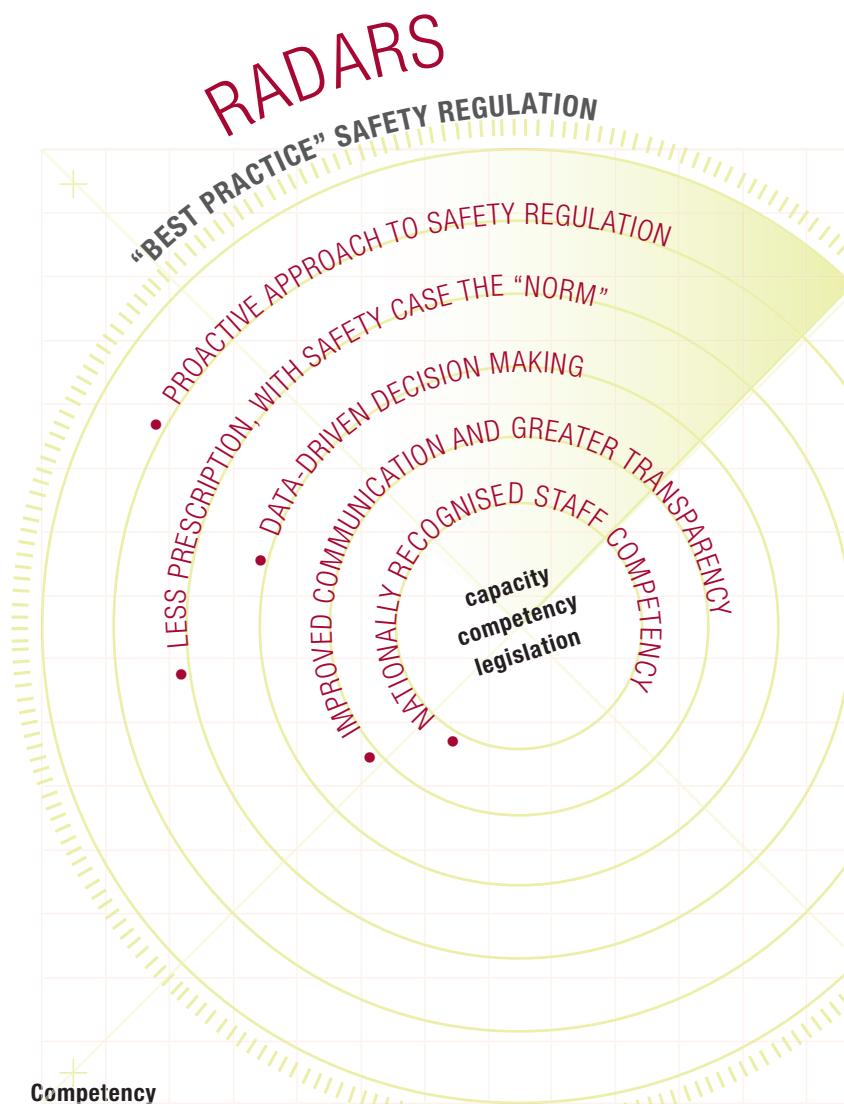 RADARS
“BEST PRACTICE” SAFETY REGULATION
• PROACTIVE APPROACH TO SAFETY REGULATION
• LESS PRESCRIPTION, WITH SAFETY CASE THE “NORM”
• DATA-DRIVEN DECISION MAKING
• IMPROVED COMMUNICATION AND GREATER TRANSPARENCY
• NATIONALLY RECOGNISED STAFF COMPETENCY
capacity
competency
legislation
Competency